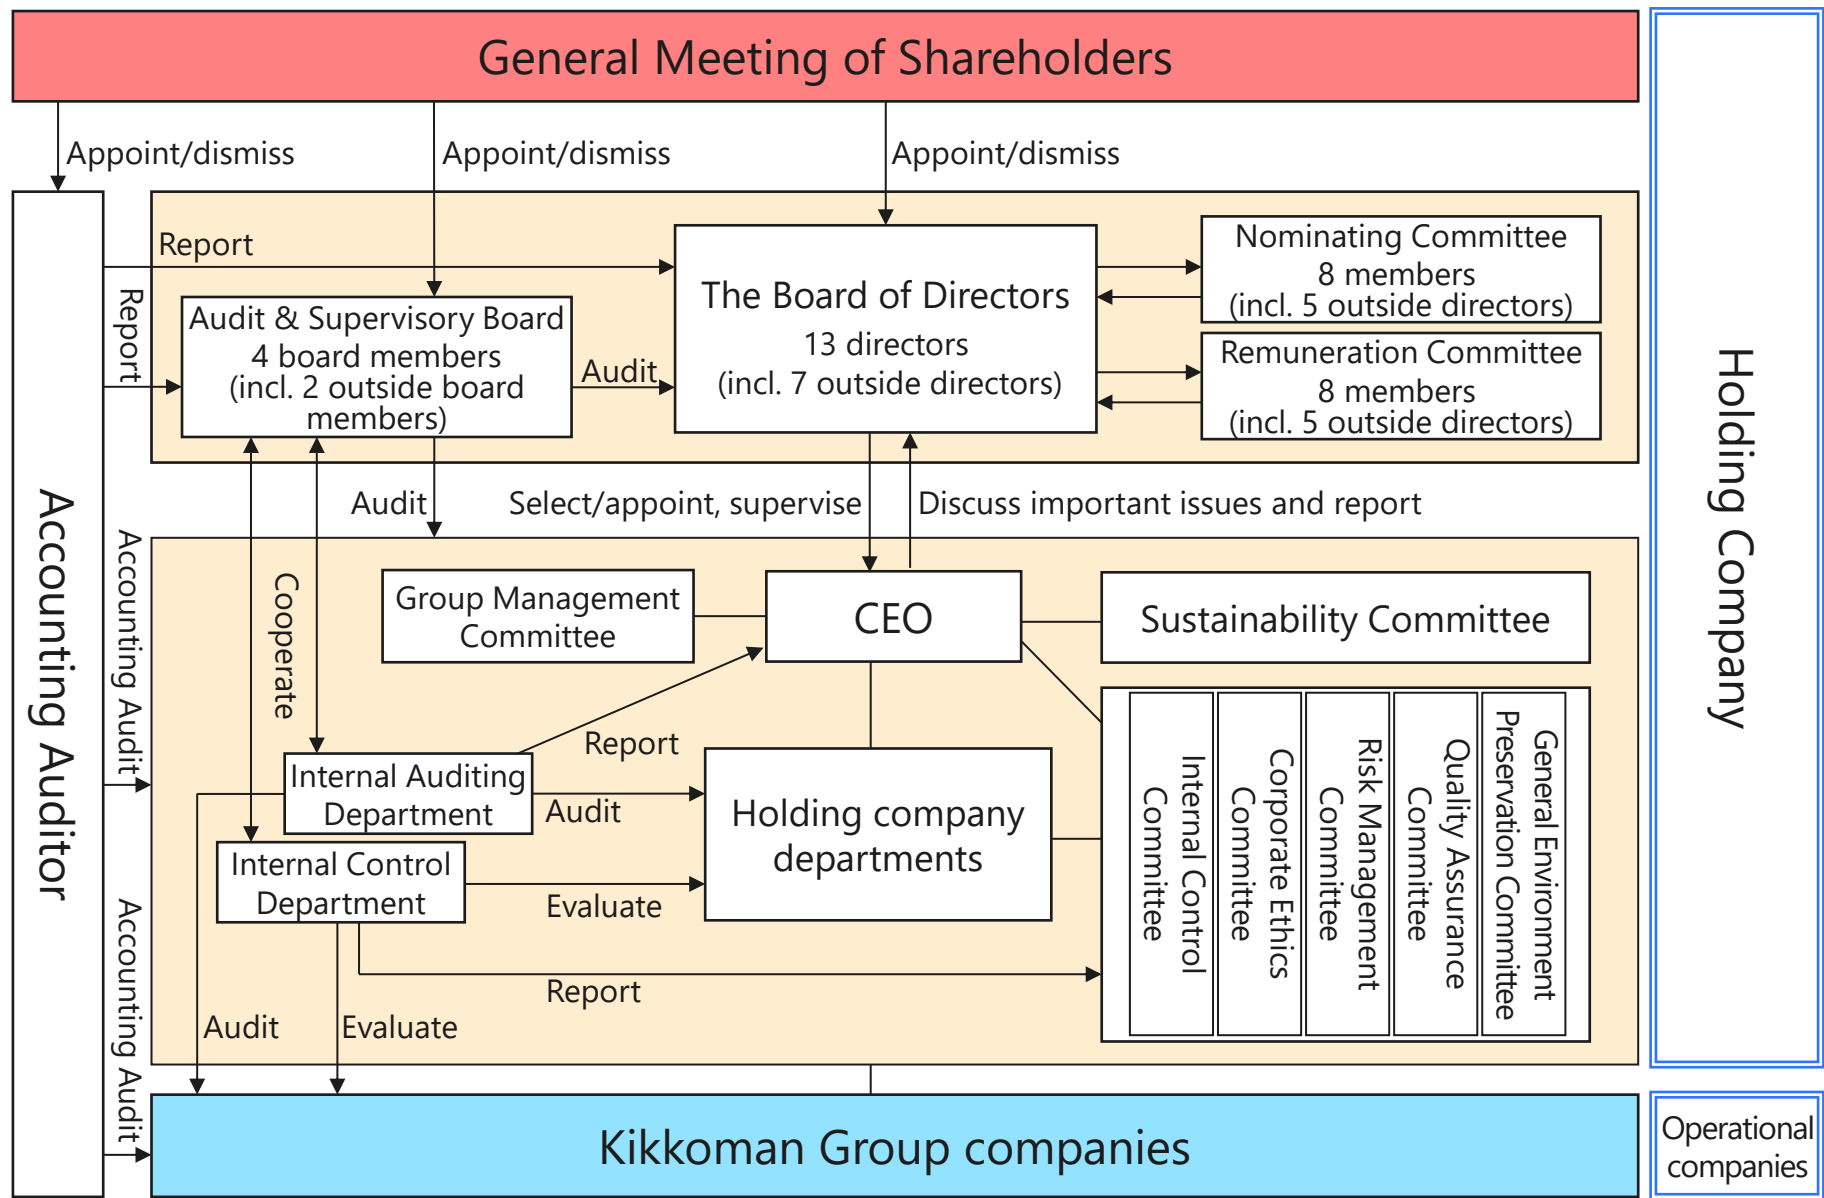 General Meeting of Shareholders
Appoint/dismiss
Appoint/dismiss
Appoint/dismiss
Accounting Auditor
Report
Report
Audit & Supervisory Board
4 board members
(incl. 2 outside board
members)
Audit
The Board of Directors
13 directors
(incl. 7 outside directors)
Nominating Committee
8 members
(incl. 5 outside directors)
Remuneration Committee
8 members
(incl. 5 outside directors)
Holding Company
Audit
Select/appoint, supervise
Discuss important issues and report
Accounting Audit
Cooperate
Group Management
Committee
CEO
Sustainability Committee
Report
Internal Auditing
Department
Audit
Holding company
departments
Internal Control
Department
Evaluate
Report
Internal Control
Committee
Corporate Ethics
Committee
Risk Management
Committee
Quality Assurance
Committee
General Environment
Preservation Committee
Accounting Audit
Audit
Evaluate
Kikkoman Group companies
Operational
companies